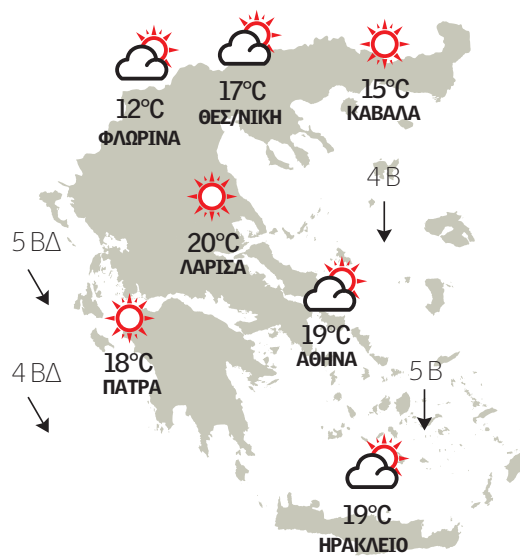 12°C
ΦΛΩΡΙΝΑ
17°C
ΘΕΣ/ΝΙΚΗ
15°C
ΚΑΒΑΛΑ
4 Β
20°C
ΛΑΡΙΣΑ
5 ΒΔ
19°C
ΑΘΗΝΑ
18°C
ΠΑΤΡΑ
4 ΒΔ
5 Β
19°C
ΗΡΑΚΛΕΙΟ